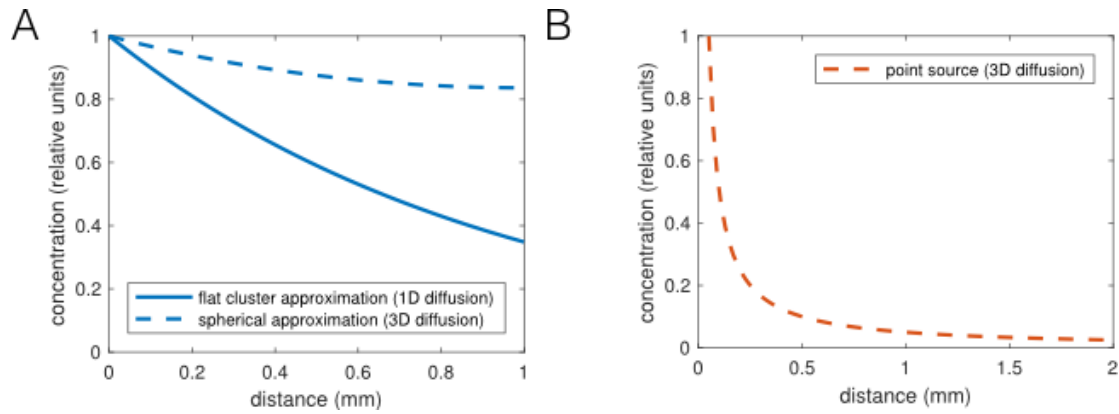 A
concentration (relative units)
1
0.8
0.6
0.4
0.2
0
flat cluster approximation (1D diffusion)
spherical approximation (3D diffusion)
0 0.2 0.4 0.6 0.8 1
distance (mm)
B
concentration (relative units)
1
0.8
0.6
0.4
0.2
0
point source (3D diffusion)
0 0.5 1 1.5 2
distance (mm)